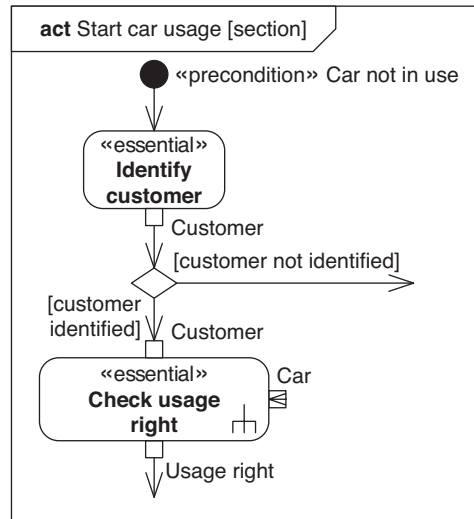 act Start car usage [section]
«precondition» Car not in use
«essential»
Identify
customer
Customer
[customer not identified]
[customer
identified]
Customer
«essential»
Check usage
right
Car
Usage right